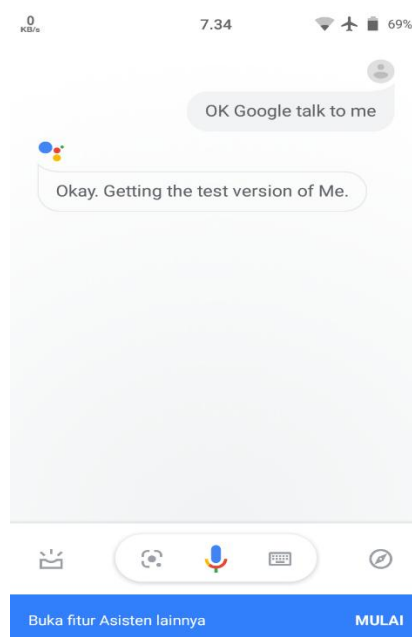 0
KB/s
7.34
69%
OK Google talk to me
Okay. Getting the test version of Me.
Buka fitur Asisten lainnya
MULAI